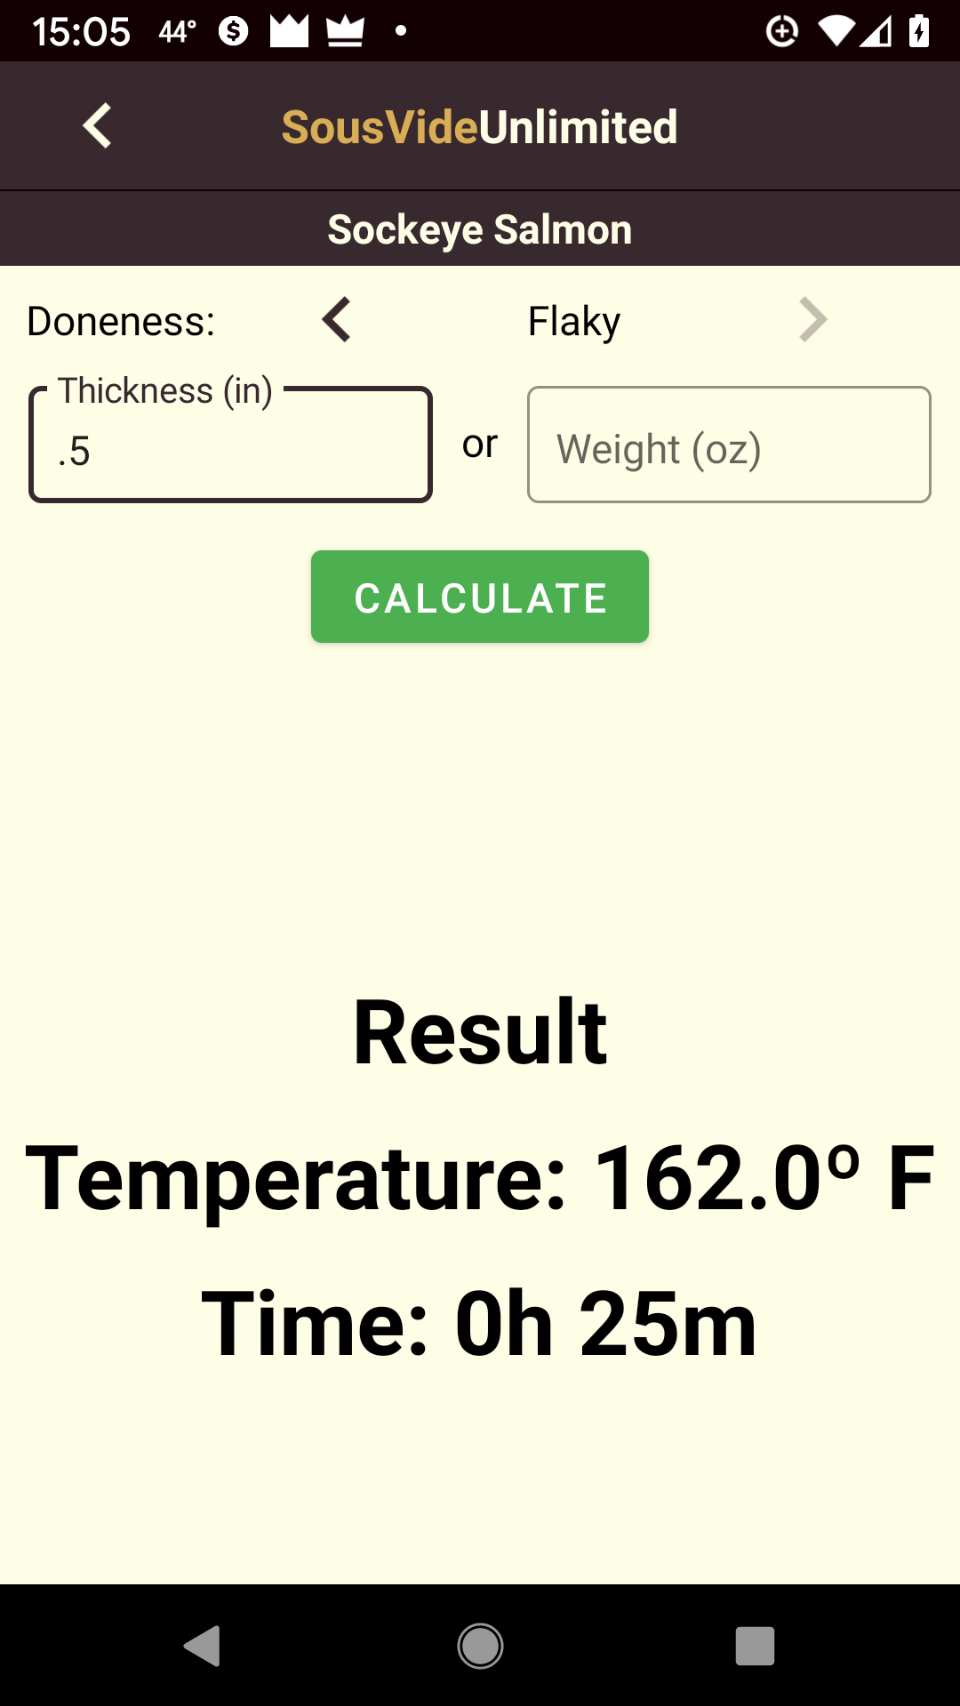 15:05 44°
SousVideUnlimited
Sockeye Salmon
Doneness: Flaky
Thickness (in)
.5 or Weight (oz)
CALCULATE
Result
Temperature: 162.0º F
Time: 0h 25m